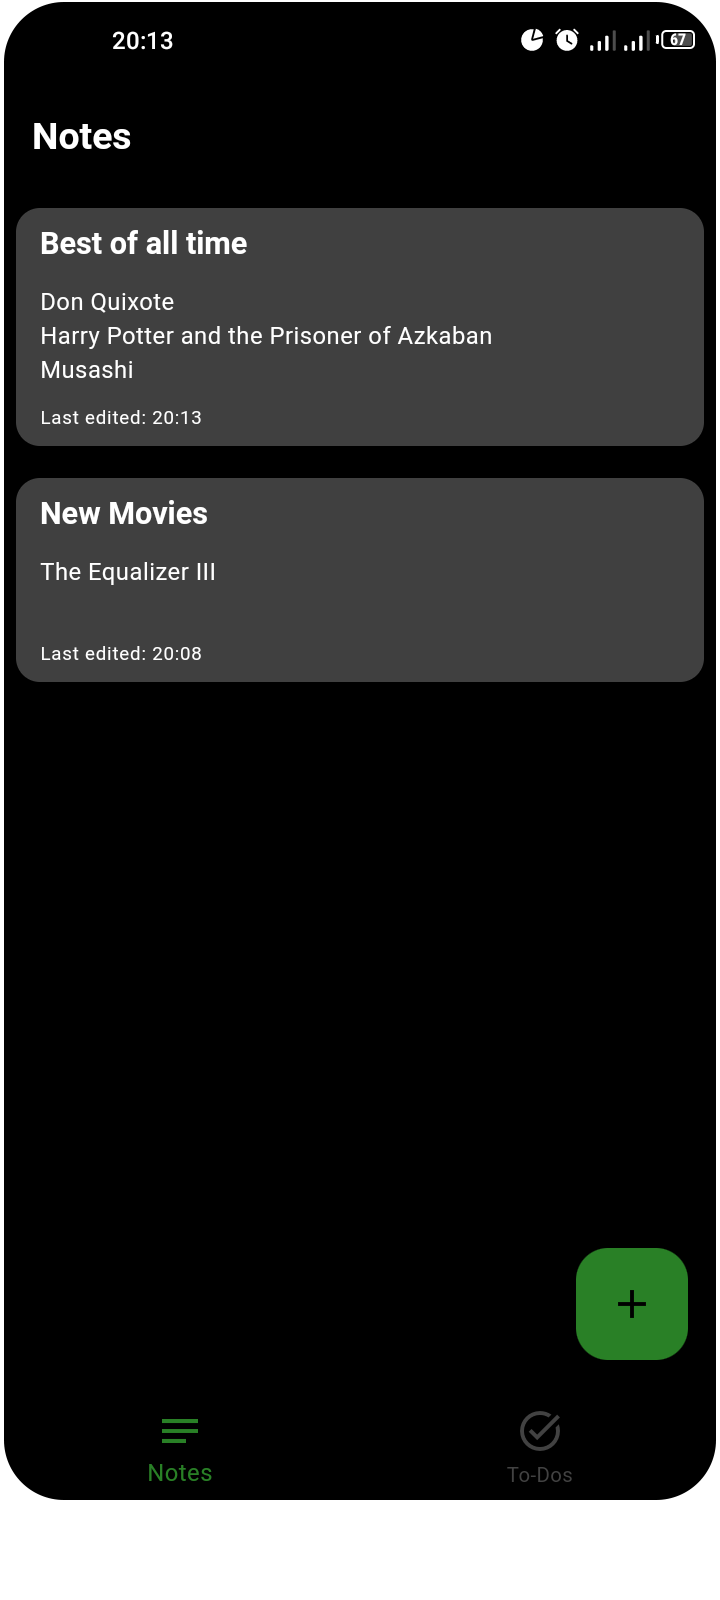 20:13
67
Notes
Best of all time
Don Quixote
Harry Potter and the Prisoner of Azkaban
Musashi
Last edited: 20:13
New Movies
The Equalizer III
Last edited: 20:08
Notes
To-Dos